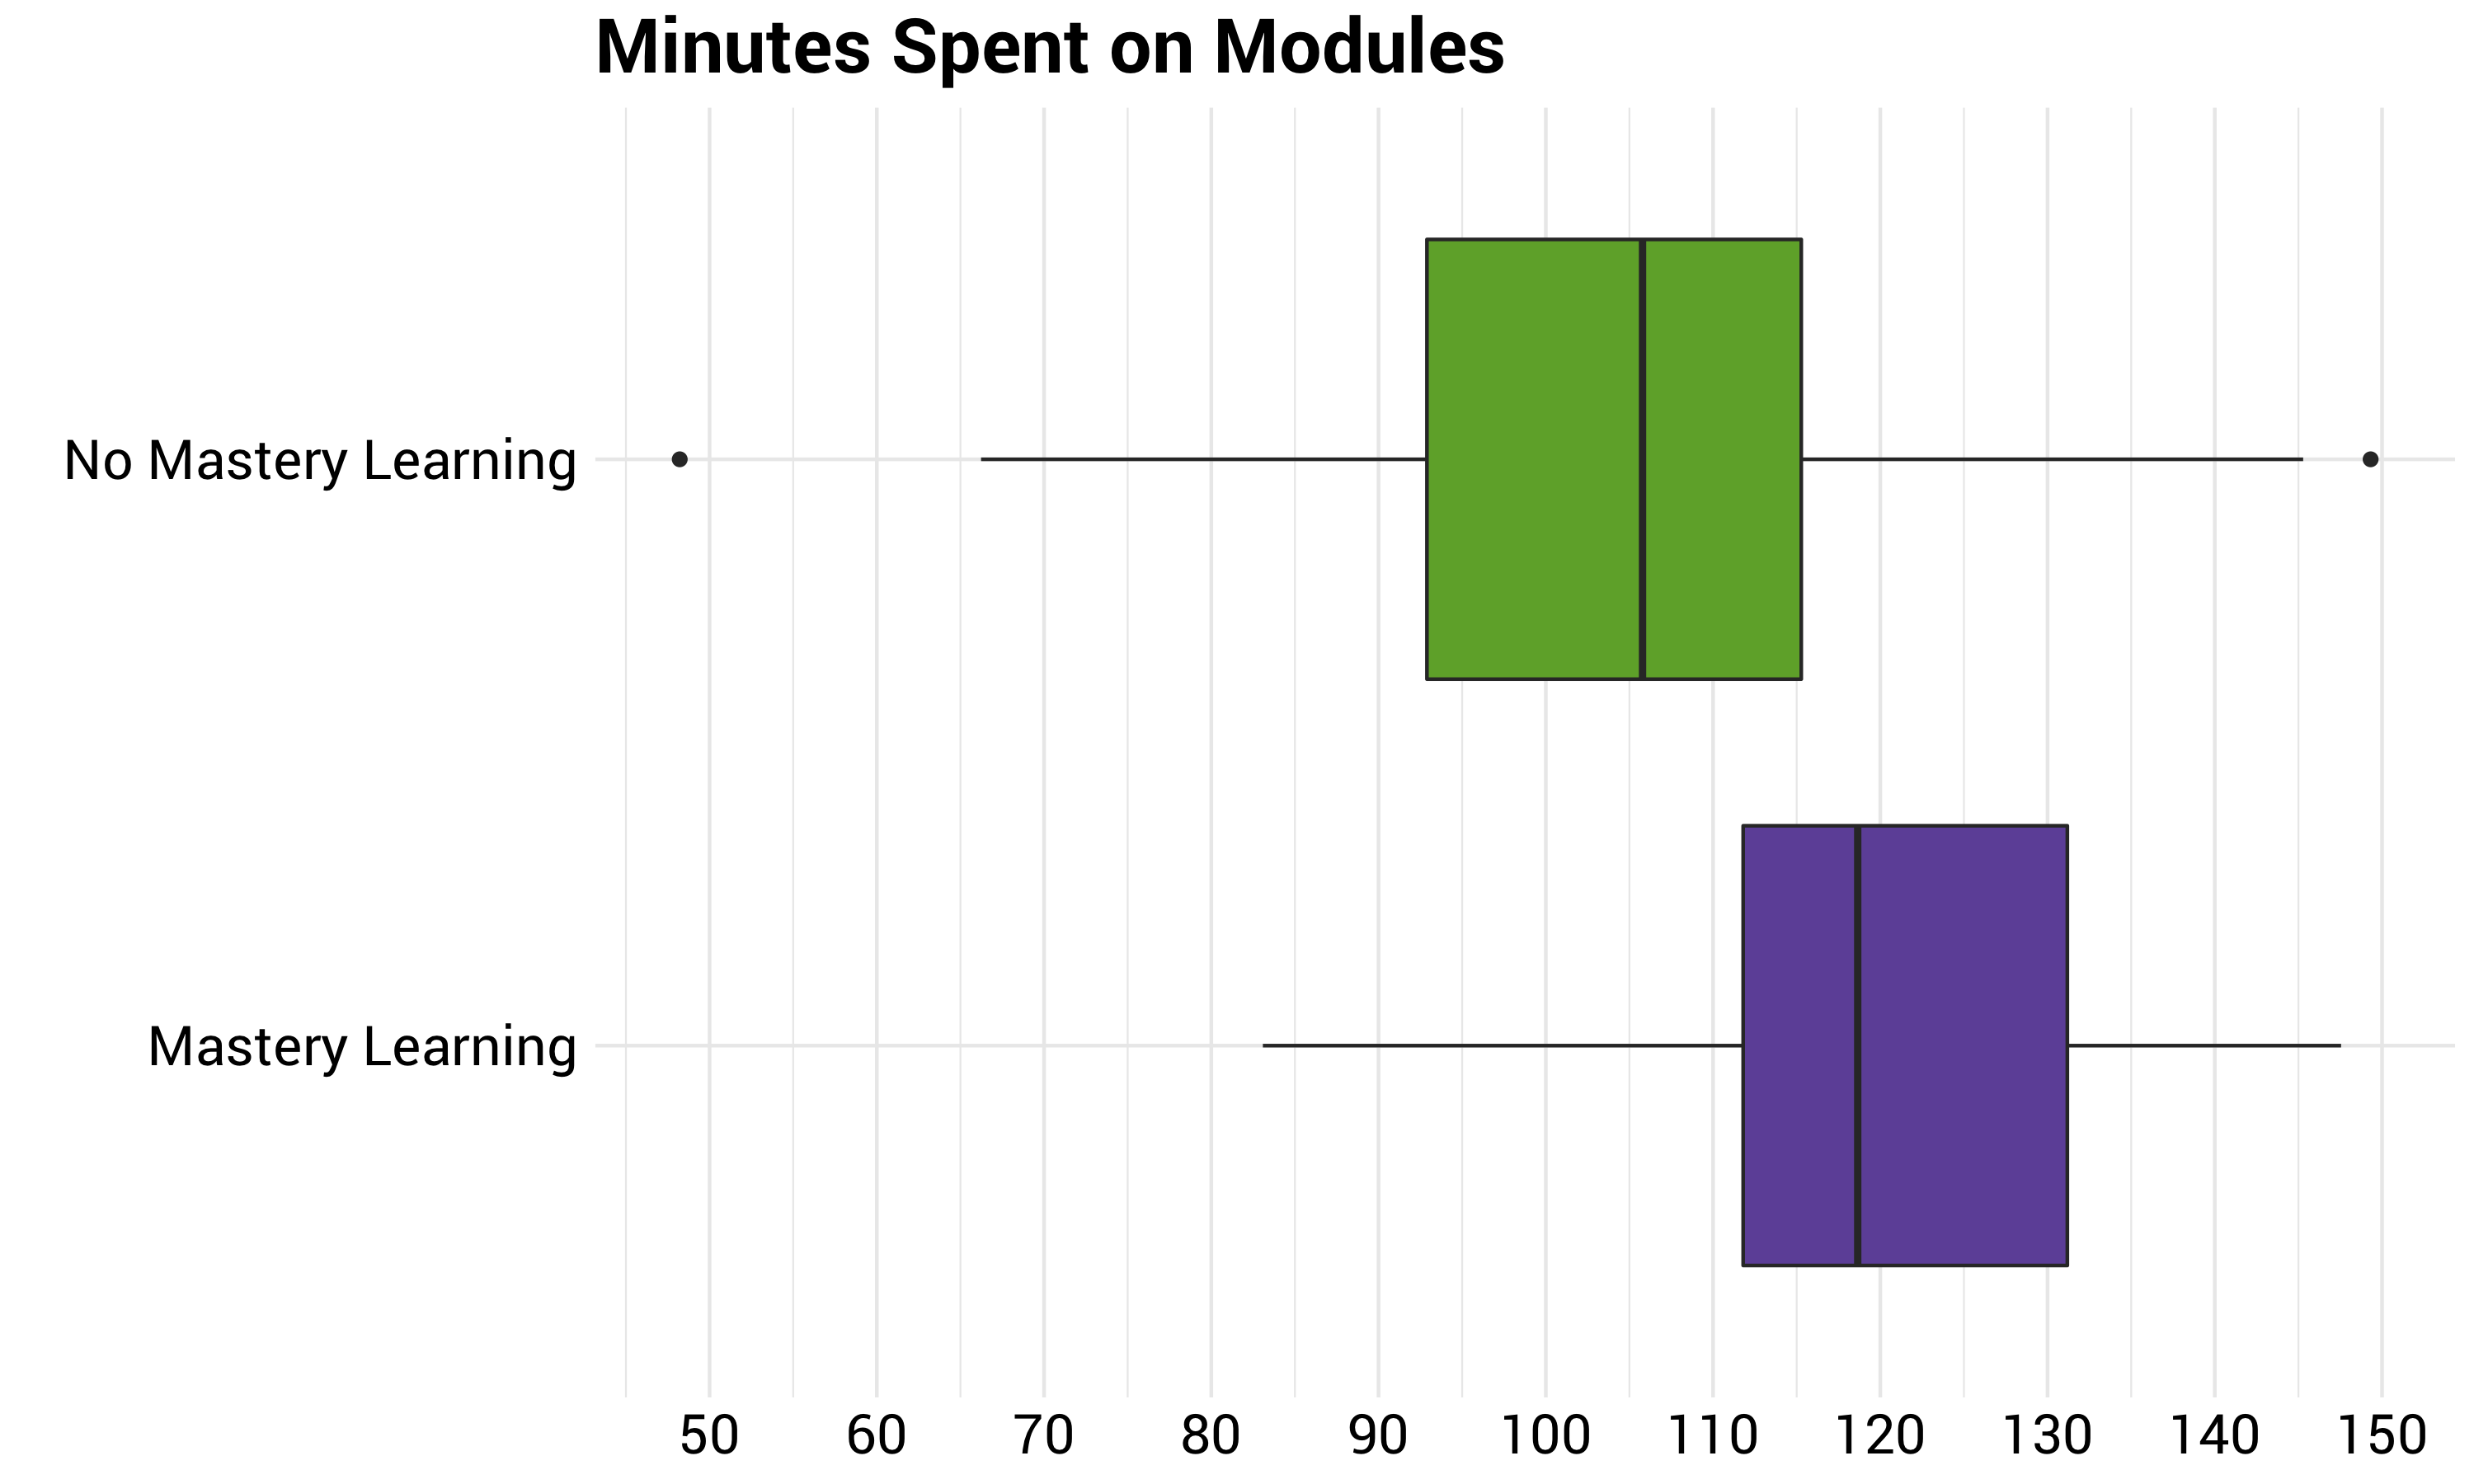 Minutes Spent on Modules
No Mastery Learning
Mastery Learning
50 60 70 80 90 100 110 120 130 140 150